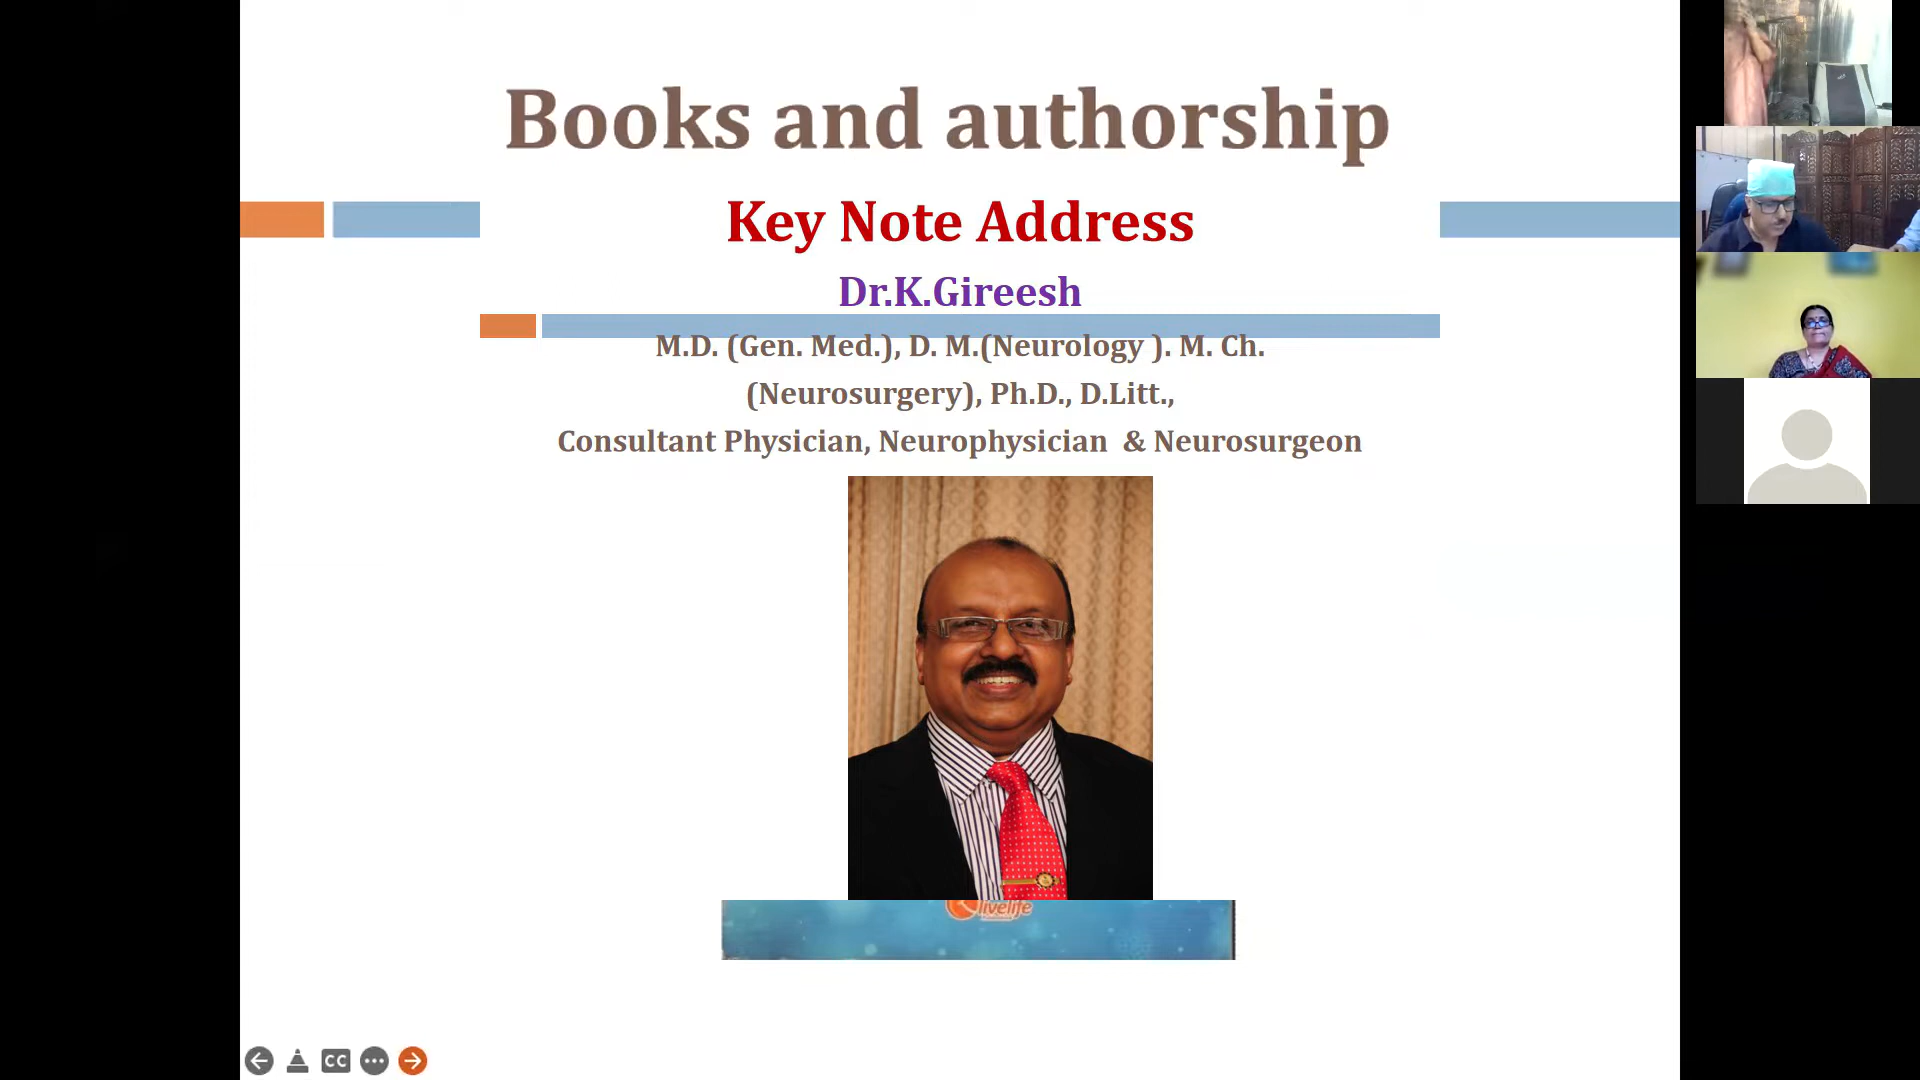 Books and authorship
Key Note Address
Dr.K.Gireesh
M.D. (Gen. Med.), D. M.(Neurology ). M. Ch.
(Neurosurgery), Ph.D., D.Litt.,
Consultant Physician, Neurophysician & Neurosurgeon
livelife
CC